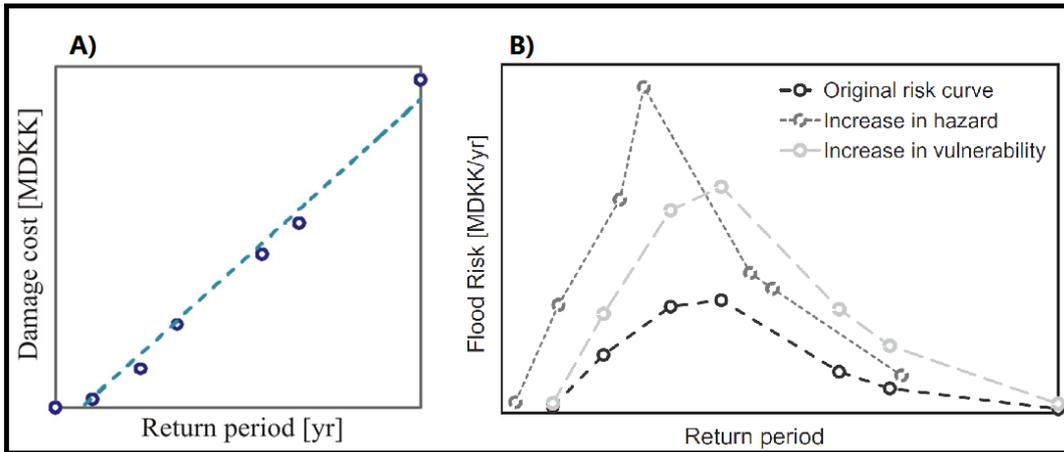 A)
Damage cost [MDKK]
Return period [yr]
B)
Flood Risk [MDKK/yr]
Original risk curve
Increase in hazard
Increase in vulnerability
Return period